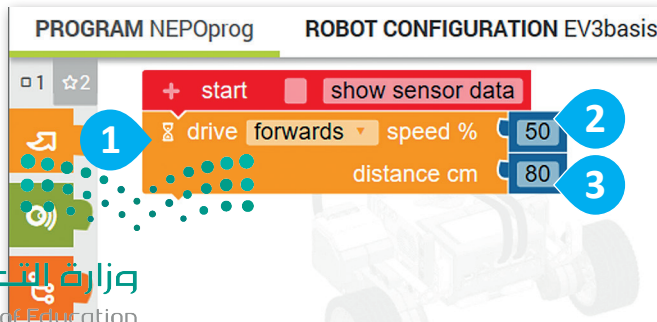 PROGRAM NEPOprog ROBOT CONFIGURATION EV3basis
1 2
+ start show sensor data
1 drive forwards speed % 50 2
distance cm 80 3
وزارة التـ
of Education